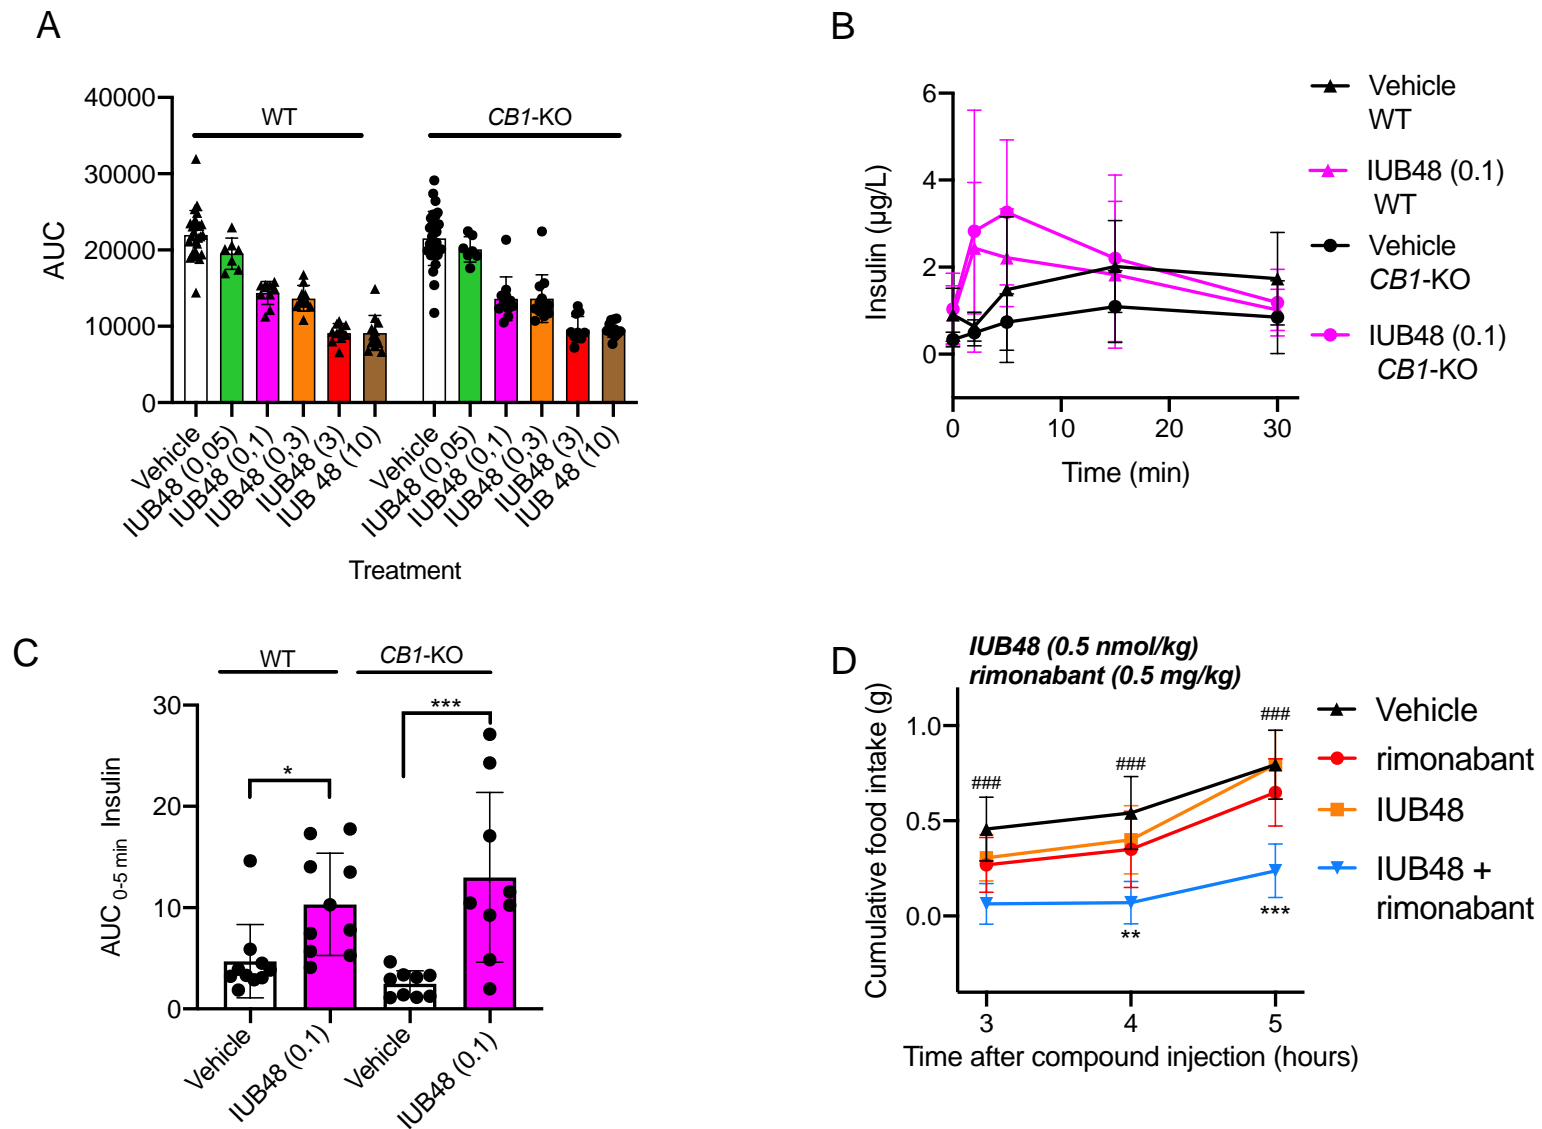 A
40000
30000
20000
10000
0
AUC
WT
CB1-KO
Vehicle
IUB48 (0,05)
IUB48 (0,1)
IUB48 (0,3)
IUB48 (3)
IUB 48 (10)
Vehicle
IUB48 (0,05)
IUB48 (0,1)
IUB48 (0,3)
IUB48 (3)
IUB 48 (10)
Treatment
B
6
4
2
0
Insulin (µg/L)
0
10
20
30
Time (min)
Vehicle
WT
IUB48 (0.1)
WT
Vehicle
CB1-KO
IUB48 (0.1)
CB1-KO
C
WT
CB1-KO
30
20
10
0
AUC 0-5 min Insulin
*
***
Vehicle
IUB48 (0.1)
Vehicle
IUB48 (0.1)
D
IUB48 (0.5 nmol/kg)
rimonabant (0.5 mg/kg)
1.0
0.5
0.0
Cumulative food intake (g)
###
###
###
**
***
3
4
5
Time after compound injection (hours)
Vehicle
rimonabant
IUB48
IUB48 +
rimonabant